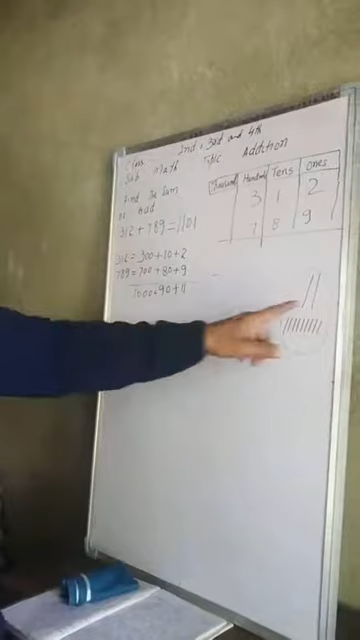 Class 2nd, 3rd and 4th
Sub Math Topic Addition
Find The Sum
or Add
312 + 789 = 1101
312 = 300+10+2
789 = 700+80+9
1000+90+11
Thousand Hundred Tens Ones
3 1 2
7 8 9